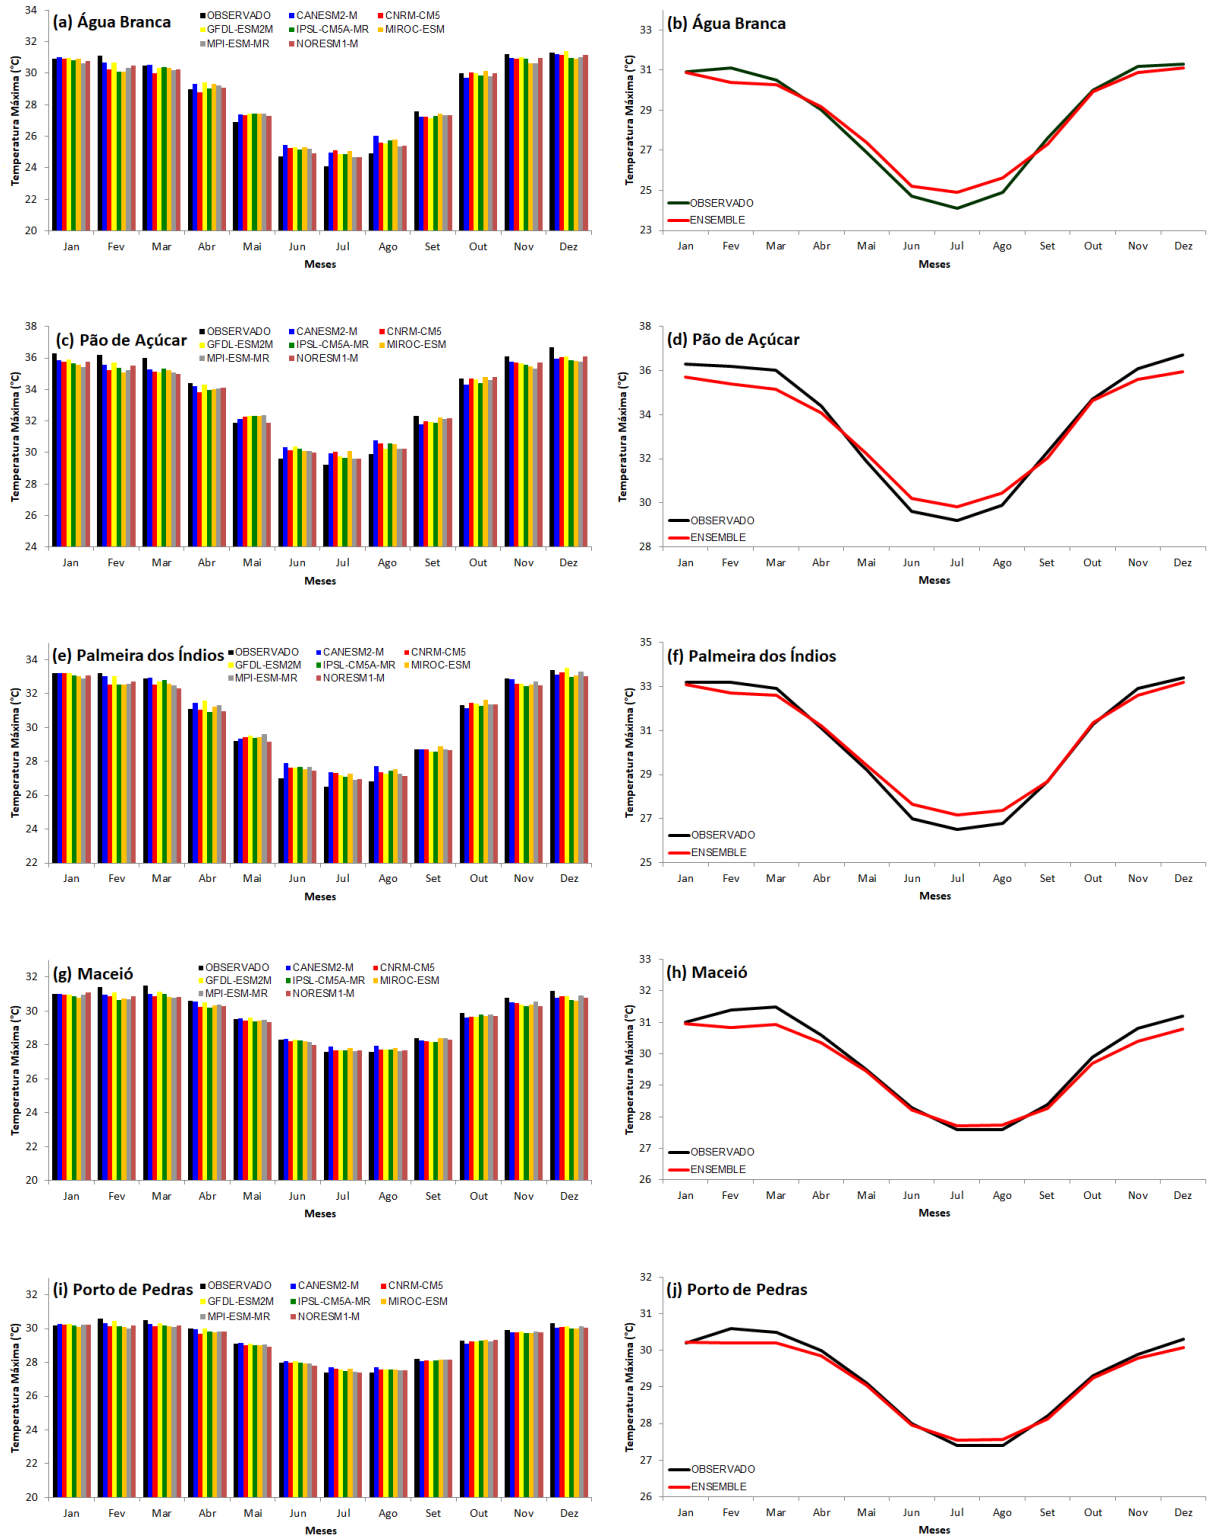 (a) Água Branca
OBSERVADO CANESM2-M CNRM-CM5
GFDL-ESM2M IPSL-CM5A-MR MIROC-ESM
MPI-ESM-MR NORESM1-M
Temperatura Máxima (°C)
34
32
30
28
26
24
22
20
Jan Fev Mar Abr Mai Jun Jul Ago Set Out Nov Dez
Meses
(b) Água Branca
Temperatura Máxima (°C)
33
31
29
27
25
23
OBSERVADO
ENSEMBLE
Jan Fev Mar Abr Mai Jun Jul Ago Set Out Nov Dez
Meses
(c) Pão de Açúcar
OBSERVADO CANESM2-M CNRM-CM5
GFDL-ESM2M IPSL-CM5A-MR MIROC-ESM
MPI-ESM-MR NORESM1-M
Temperatura Máxima (°C)
38
36
34
32
30
28
26
24
Jan Fev Mar Abr Mai Jun Jul Ago Set Out Nov Dez
Meses
(d) Pão de Açúcar
Temperatura Máxima (°C)
38
36
34
32
30
28
OBSERVADO
ENSEMBLE
Jan Fev Mar Abr Mai Jun Jul Ago Set Out Nov Dez
Meses
(e) Palmeira dos Índios
OBSERVADO CANESM2-M CNRM-CM5
GFDL-ESM2M IPSL-CM5A-MR MIROC-ESM
MPI-ESM-MR NORESM1-M
Temperatura Máxima (°C)
34
32
30
28
26
24
22
Jan Fev Mar Abr Mai Jun Jul Ago Set Out Nov Dez
Meses
(f) Palmeira dos Índios
Temperatura Máxima (°C)
35
33
31
29
27
25
OBSERVADO
ENSEMBLE
Jan Fev Mar Abr Mai Jun Jul Ago Set Out Nov Dez
Meses
(g) Maceió
OBSERVADO CANESM2-M CNRM-CM5
GFDL-ESM2M IPSL-CM5A-MR MIROC-ESM
MPI-ESM-MR NORESM1-M
Temperatura Máxima (°C)
32
30
28
26
24
22
20
Jan Fev Mar Abr Mai Jun Jul Ago Set Out Nov Dez
Meses
(h) Maceió
Temperatura Máxima (°C)
33
32
31
30
29
28
27
26
OBSERVADO
ENSEMBLE
Jan Fev Mar Abr Mai Jun Jul Ago Set Out Nov Dez
Meses
(i) Porto de Pedras
OBSERVADO CANESM2-M CNRM-CM5
GFDL-ESM2M IPSL-CM5A-MR MIROC-ESM
MPI-ESM-MR NORESM1-M
Temperatura Máxima (°C)
32
30
28
26
24
22
20
Jan Fev Mar Abr Mai Jun Jul Ago Set Out Nov Dez
Meses
(j) Porto de Pedras
Temperatura Máxima (°C)
32
31
30
29
28
27
26
OBSERVADO
ENSEMBLE
Jan Fev Mar Abr Mai Jun Jul Ago Set Out Nov Dez
Meses